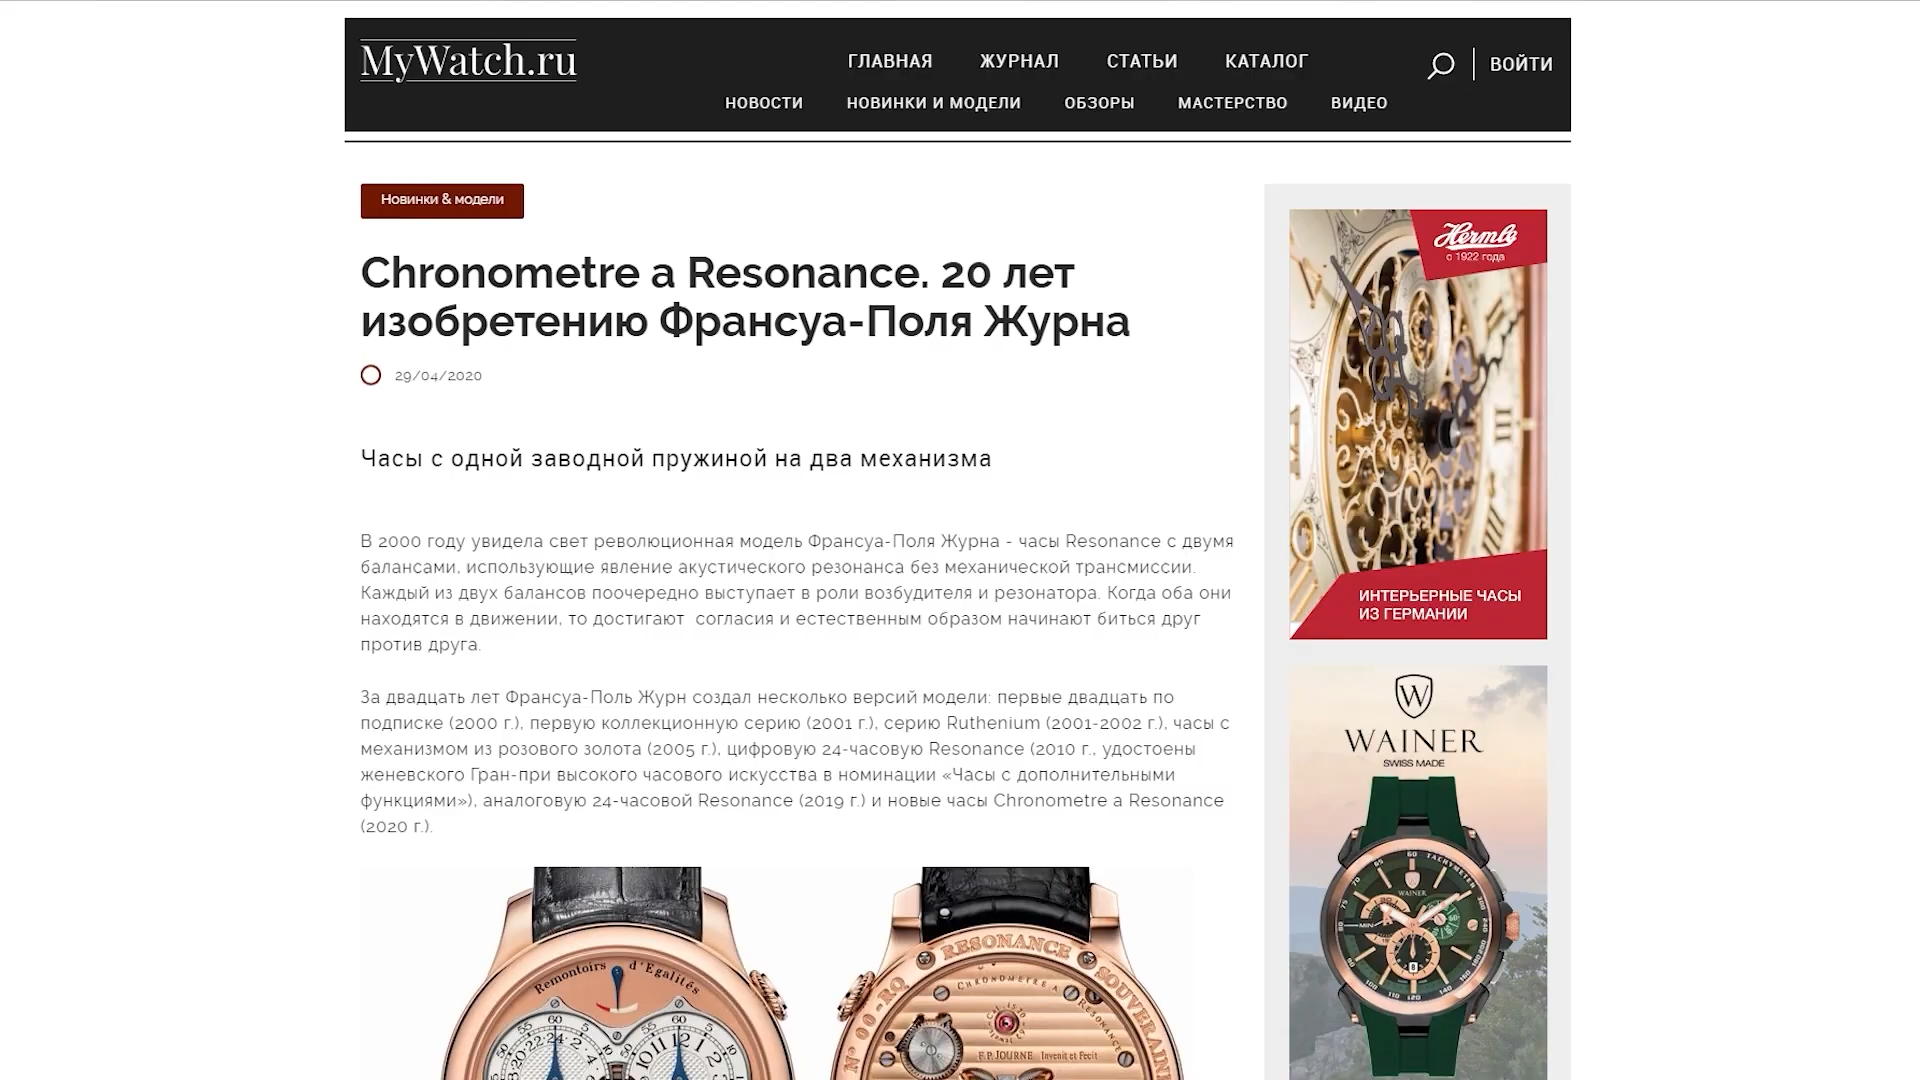 MyWatch.ru
ГЛАВНАЯ ЖУРНАЛ СТАТЬИ КАТАЛОГ
ВОЙТИ
НОВОСТИ НОВИНКИ И МОДЕЛИ ОБЗОРЫ МАСТЕРСТВО ВИДЕО
Новинки & модели
Chronometre a Resonance. 20 лет
изобретению Франсуа-Поля Журна
29/04/2020
Часы с одной заводной пружиной на два механизма
В 2000 году увидела свет революционная модель Франсуа-Поля Журна - часы Resonance с двумя
балансами, использующие явление акустического резонанса без механической трансмиссии.
Каждый из двух балансов поочередно выступает в роли возбудителя и резонатора. Когда оба они
находятся в движении, то достигают согласия и естественным образом начинают биться друг
против друга.
За двадцать лет Франсуа-Поль Журн создал несколько версий модели: первые двадцать по
подписке (2000 г.), первую коллекционную серию (2001 г.), серию Ruthenium (2001-2002 г.), часы с
механизмом из розового золота (2005 г.), цифровую 24-часовую Resonance (2010 г., удостоены
женевского Гран-при высокого часового искусства в номинации «Часы с дополнительными
функциями»), аналоговую 24-часовой Resonance (2019 г.) и новые часы Chronometre a Resonance
(2020 г.).
Remontoirs d'Egalités
RESONANCE
SOUVERAINE
Nº 00-RQ
CHRONOMETRE A RESONANCE
F.P. JOURNE Invenit et Fecit
Hermle
с 1922 года
ИНТЕРЬЕРНЫЕ ЧАСЫ
ИЗ ГЕРМАНИИ
W
WAINER
SWISS MADE
TACHYMETER
WAINER